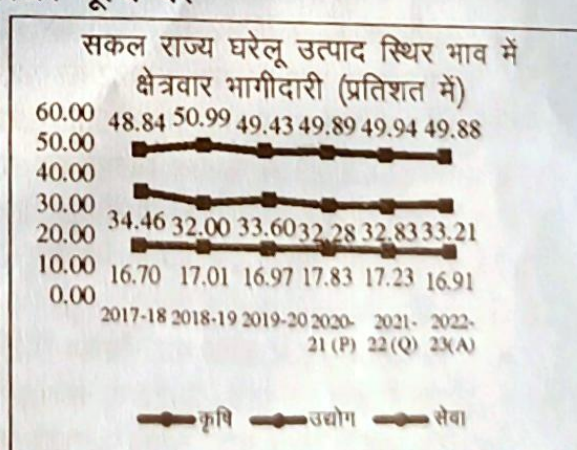 सकल राज्य घरेलू उत्पाद स्थिर भाव में
क्षेत्रवार भागीदारी (प्रतिशत में)
60.00
48.84 50.99 49.43 49.89 49.94 49.88
50.00
40.00
30.00
34.46 32.00 33.60 32.28 32.83 33.21
20.00
10.00
16.70 17.01 16.97 17.83 17.23 16.91
0.00
2017-18 2018-19 2019-20 2020- 2021- 2022-
21 (P) 22 (Q) 23(A)
कृषि उद्योग सेवा